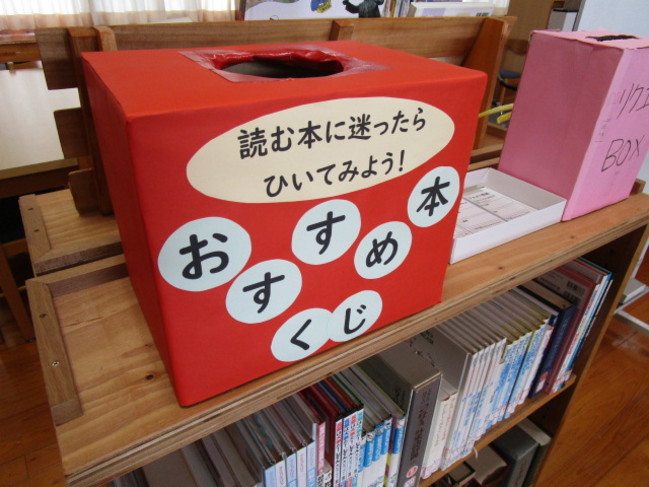 読む本に迷ったら
ひいてみよう!
おすすめ本
くじ
リクエ
BOX